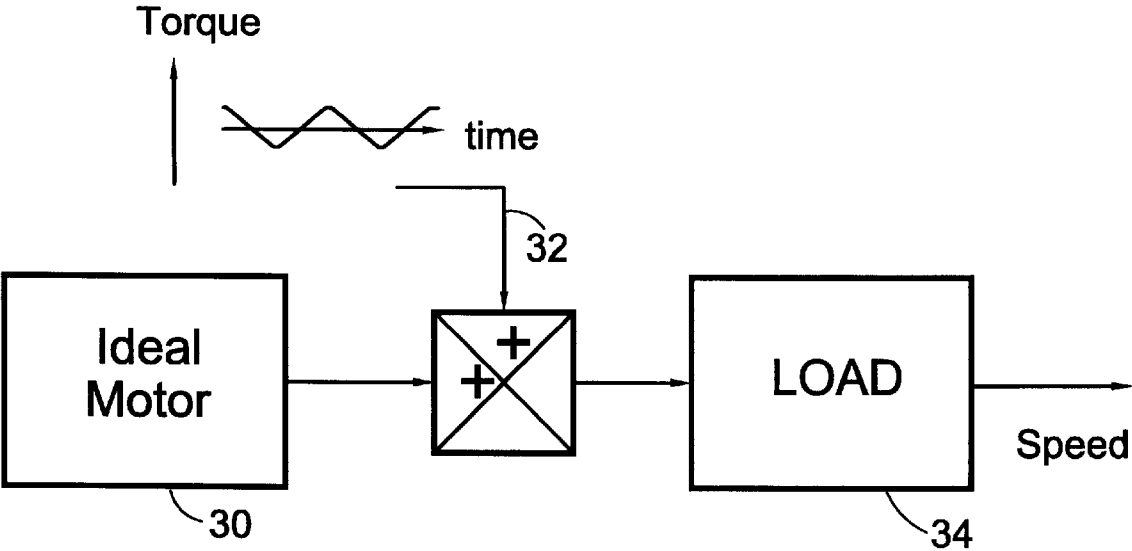 Torque
time
32
Ideal
Motor
+
+
LOAD
Speed
30
34